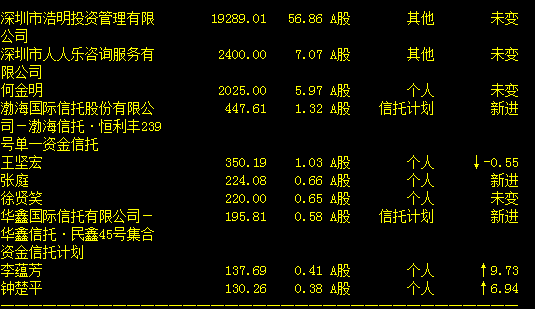 深圳市浩明投资管理有限 19289.01 56.86 A股 其他 未变
公司
深圳市人人乐咨询服务有 2400.00 7.07 A股 其他 未变
限公司
何金明 2025.00 5.97 A股 个人 未变
渤海国际信托股份有限公 447.61 1.32 A股 信托计划 新进
司－渤海信托·恒利丰239
号单一资金信托
王坚宏 350.19 1.03 A股 个人 ↓-0.55
张庭 224.08 0.66 A股 个人 新进
徐贤笑 220.00 0.65 A股 个人 未变
华鑫国际信托有限公司－ 195.81 0.58 A股 信托计划 新进
华鑫信托·民鑫45号集合
资金信托计划
李蕴芳 137.69 0.41 A股 个人 ↑9.73
钟楚平 130.26 0.38 A股 个人 ↑6.94